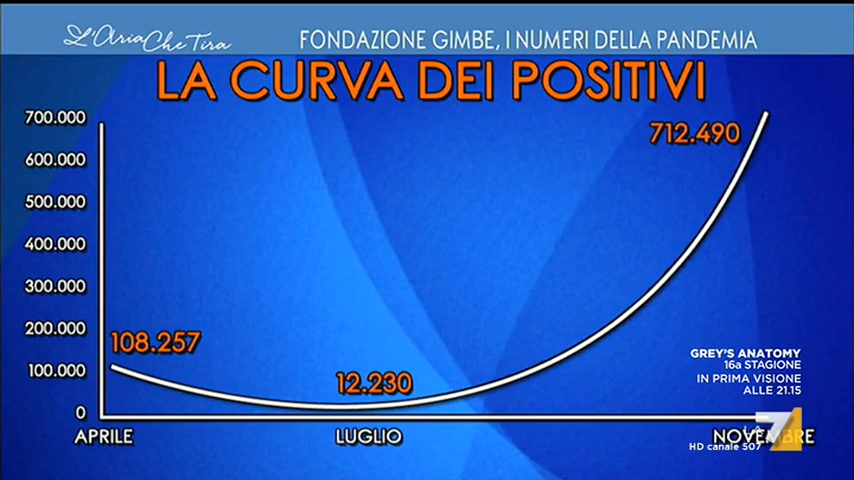 L'Aria Che Tira
FONDAZIONE GIMBE, I NUMERI DELLA PANDEMIA
LA CURVA DEI POSITIVI
700.000
712.490
600.000
500.000
400.000
300.000
200.000
108.257
100.000
12.230
0
GREY'S ANATOMY
16a STAGIONE
IN PRIMA VISIONE
ALLE 21.15
APRILE
LUGLIO
NOVEMBRE
LA 7
HD canale 507